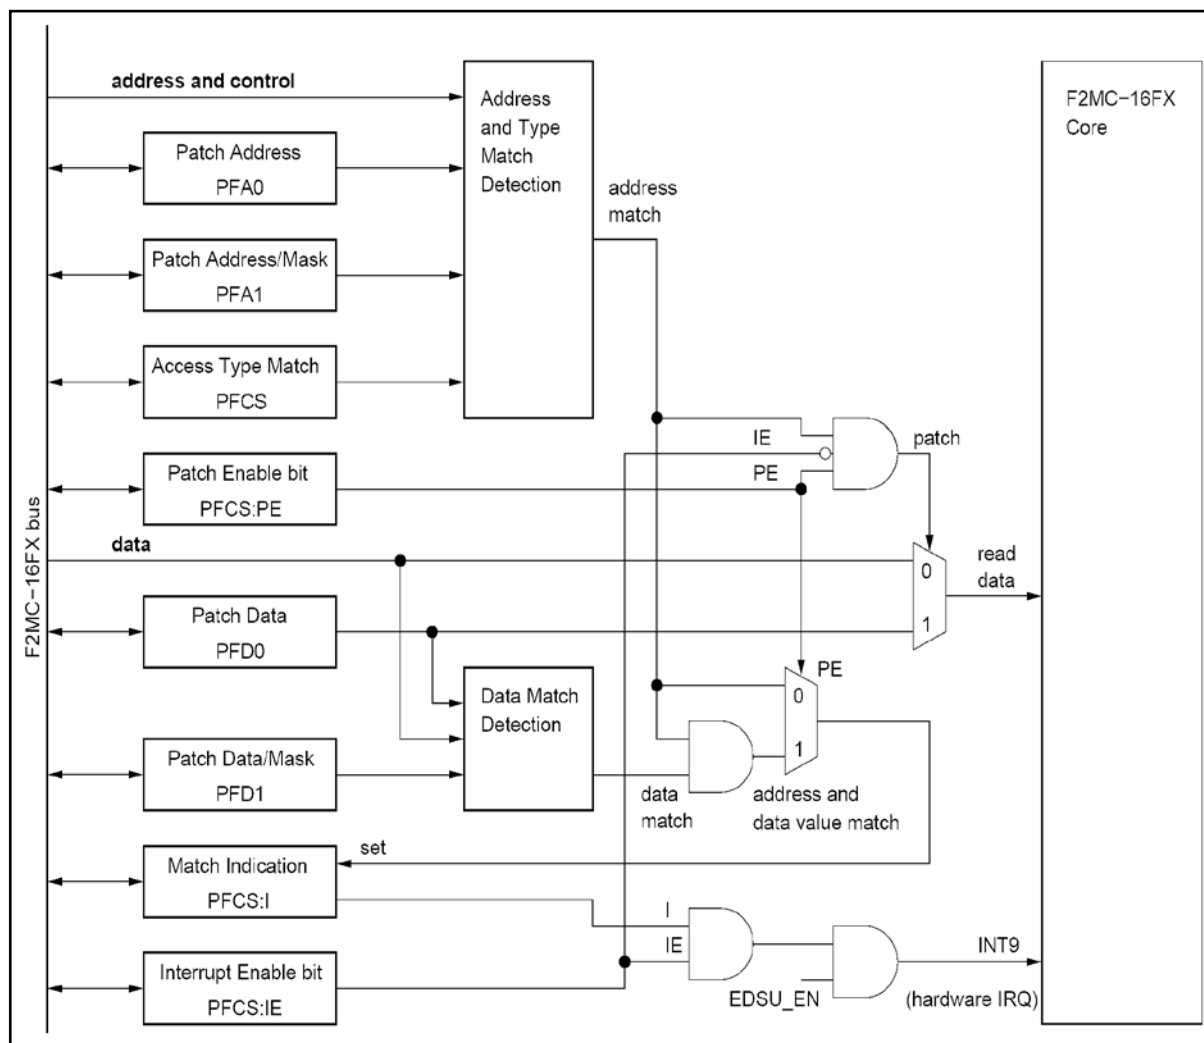 address and control
Patch Address
PFA0
Patch Address/Mask
PFA1
Access Type Match
PFCS
Patch Enable bit
PFCS:PE
data
Patch Data
PFD0
Patch Data/Mask
PFD1
Match Indication
PFCS:I
Interrupt Enable bit
PFCS:IE
F2MC-16FX bus
Address
and Type
Match
Detection
address
match
IE
PE
patch
0
1
read
data
Data Match
Detection
PE
0
1
data
match
address and
data value match
set
I
IE
EDSU_EN
INT9
(hardware IRQ)
F2MC-16FX
Core